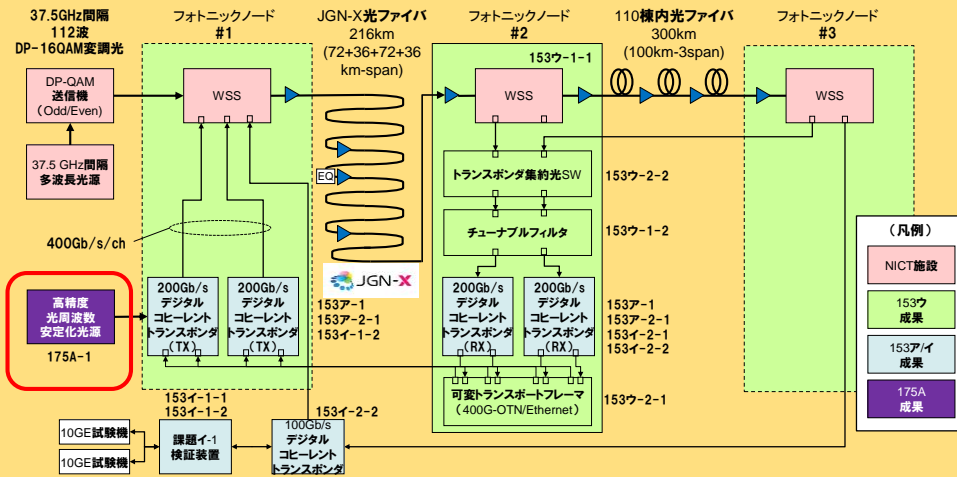 37.5GHz間隔
112波
DP-16QAM変調光
フォトニックノード
#1
JGN-X光ファイバ
216km
(72+36+72+36
km-span)
フォトニックノード
#2
110棟内光ファイバ
300km
(100km-3span)
フォトニックノード
#3
153ウ-1-1
DP-QAM
送信機
(Odd/Even)
WSS
WSS
WSS
37.5 GHz間隔
多波長光源
EQ
トランスポンダ集約光SW
153ウ-2-2
チューナブルフィルタ
153ウ-1-2
400Gb/s/ch
JGN-X
(凡例)
NICT施設
153ウ
成果
153ア/イ
成果
175A
成果
高精度
光周波数
安定化光源
175A-1
200Gb/s
デジタル
コヒーレント
トランスポンダ
(TX)
200Gb/s
デジタル
コヒーレント
トランスポンダ
(TX)
153ア-1
153ア-2-1
153イ-1-2
200Gb/s
デジタル
コヒーレント
トランスポンダ
(RX)
200Gb/s
デジタル
コヒーレント
トランスポンダ
(RX)
153ア-1
153ア-2-1
153イ-2-1
153イ-2-2
可変トランスポートフレーマ
(400G-OTN/Ethernet)
153ウ-2-1
153イ-1-1
153イ-1-2
153イ-2-2
10GE試験機
10GE試験機
課題イ-1
検証装置
100Gb/s
デジタル
コヒーレント
トランスポンダ